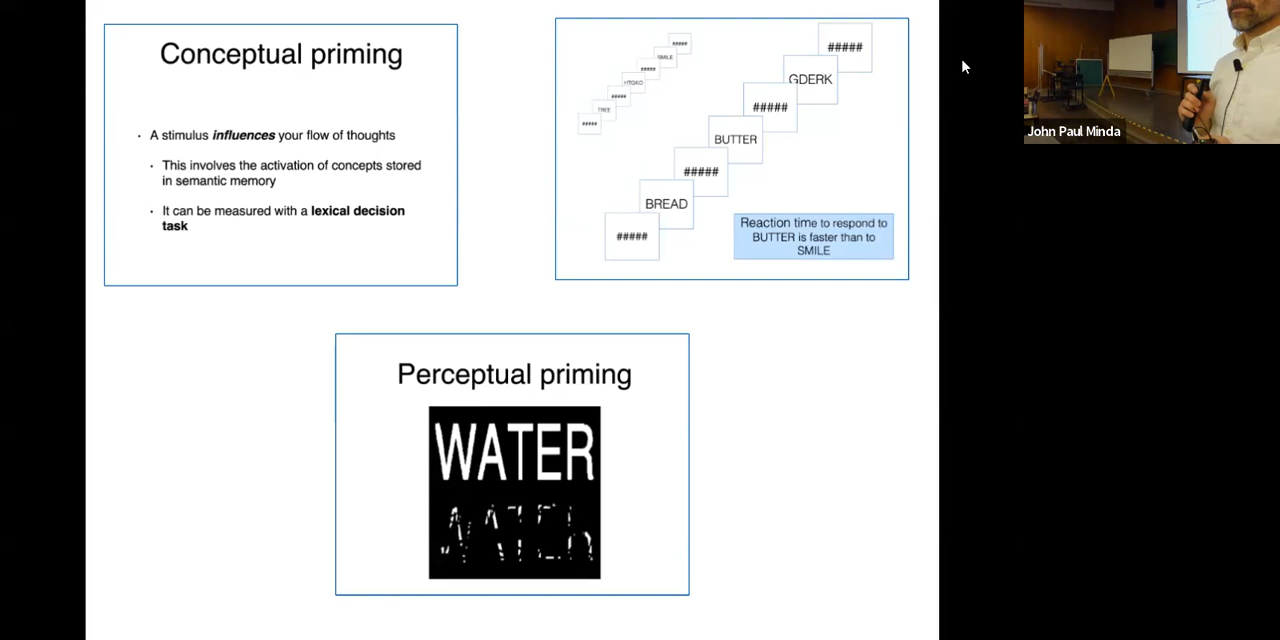 Conceptual priming
· A stimulus influences your flow of thoughts
· This involves the activation of concepts stored
in semantic memory
· It can be measured with a lexical decision
task
#####
SMILE
#####
HTGKO
#####
TREE
#####
#####
GDERK
#####
BUTTER
#####
BREAD
#####
Reaction time to respond to
BUTTER is faster than to
SMILE
Perceptual priming
WATER
WATER
John Paul Minda